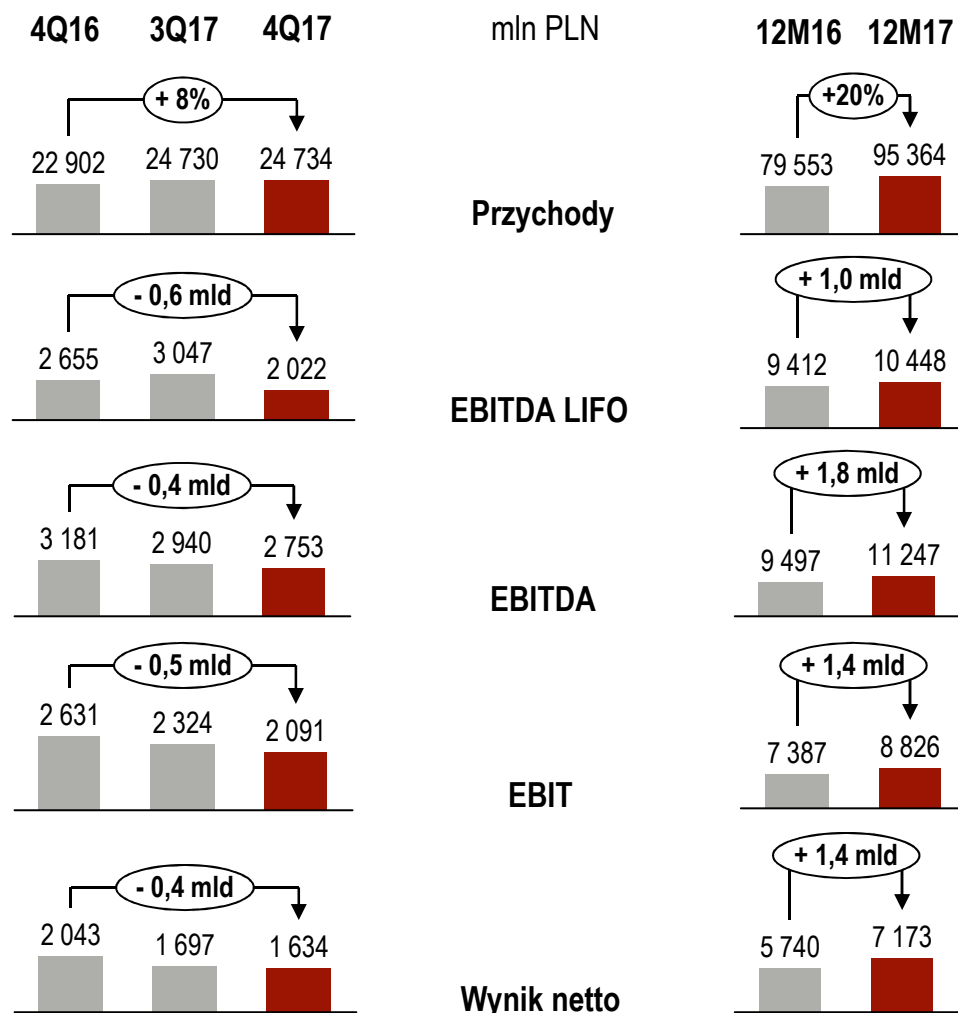 4Q16 3Q17 4Q17 mln PLN 12M16 12M17
+ 8% +20%
22 902 24 730 24 734 79 553 95 364
Przychody
- 0,6 mld + 1,0 mld
2 655 3 047 2 022 9 412 10 448
EBITDA LIFO
- 0,4 mld + 1,8 mld
3 181 2 940 2 753 9 497 11 247
EBITDA
- 0,5 mld + 1,4 mld
2 631 2 324 2 091 7 387 8 826
EBIT
- 0,4 mld + 1,4 mld
2 043 1 697 1 634 5 740 7 173
Wynik netto